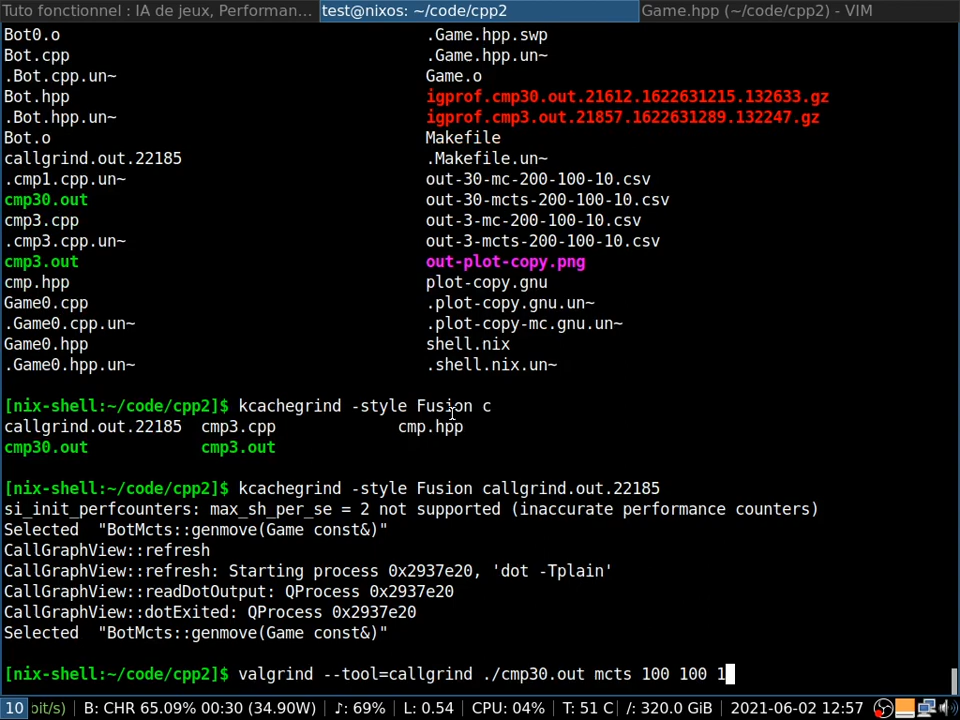 Tuto fonctionnel : IA de jeux, Performan... test@nixos: ~/code/cpp2 Game.hpp (~/code/cpp2) - VIM
Bot0.o .Game.hpp.swp
Bot.cpp .Game.hpp.un~
.Bot.cpp.un~ Game.o
Bot.hpp igprof.cmp30.out.21612.1622631215.132633.gz
.Bot.hpp.un~ igprof.cmp3.out.21857.1622631289.132247.gz
Bot.o Makefile
callgrind.out.22185 .Makefile.un~
.cmp1.cpp.un~ out-30-mc-200-100-10.csv
cmp30.out out-30-mcts-200-100-10.csv
cmp3.cpp out-3-mc-200-100-10.csv
.cmp3.cpp.un~ out-3-mcts-200-100-10.csv
cmp3.out out-plot-copy.png
cmp.hpp plot-copy.gnu
Game0.cpp .plot-copy.gnu.un~
.Game0.cpp.un~ .plot-copy-mc.gnu.un~
Game0.hpp shell.nix
.Game0.hpp.un~ .shell.nix.un~
[nix-shell:~/code/cpp2]$ kcachegrind -style Fusion c
callgrind.out.22185 cmp3.cpp cmp.hpp
cmp30.out cmp3.out
[nix-shell:~/code/cpp2]$ kcachegrind -style Fusion callgrind.out.22185
si_init_perfcounters: max_sh_per_se = 2 not supported (inaccurate performance counters)
Selected "BotMcts::genmove(Game const&)"
CallGraphView::refresh
CallGraphView::refresh: Starting process 0x2937e20, 'dot -Tplain'
CallGraphView::readDotOutput: QProcess 0x2937e20
CallGraphView::dotExited: QProcess 0x2937e20
Selected "BotMcts::genmove(Game const&)"
[nix-shell:~/code/cpp2]$ valgrind --tool=callgrind ./cmp30.out mcts 100 100 1
10 bit/s) | B: CHR 65.09% 00:30 (34.90W) | ♪: 69% | L: 0.54 | CPU: 04% | T: 51 C | /: 320.0 GiB | 2021-06-02 12:57